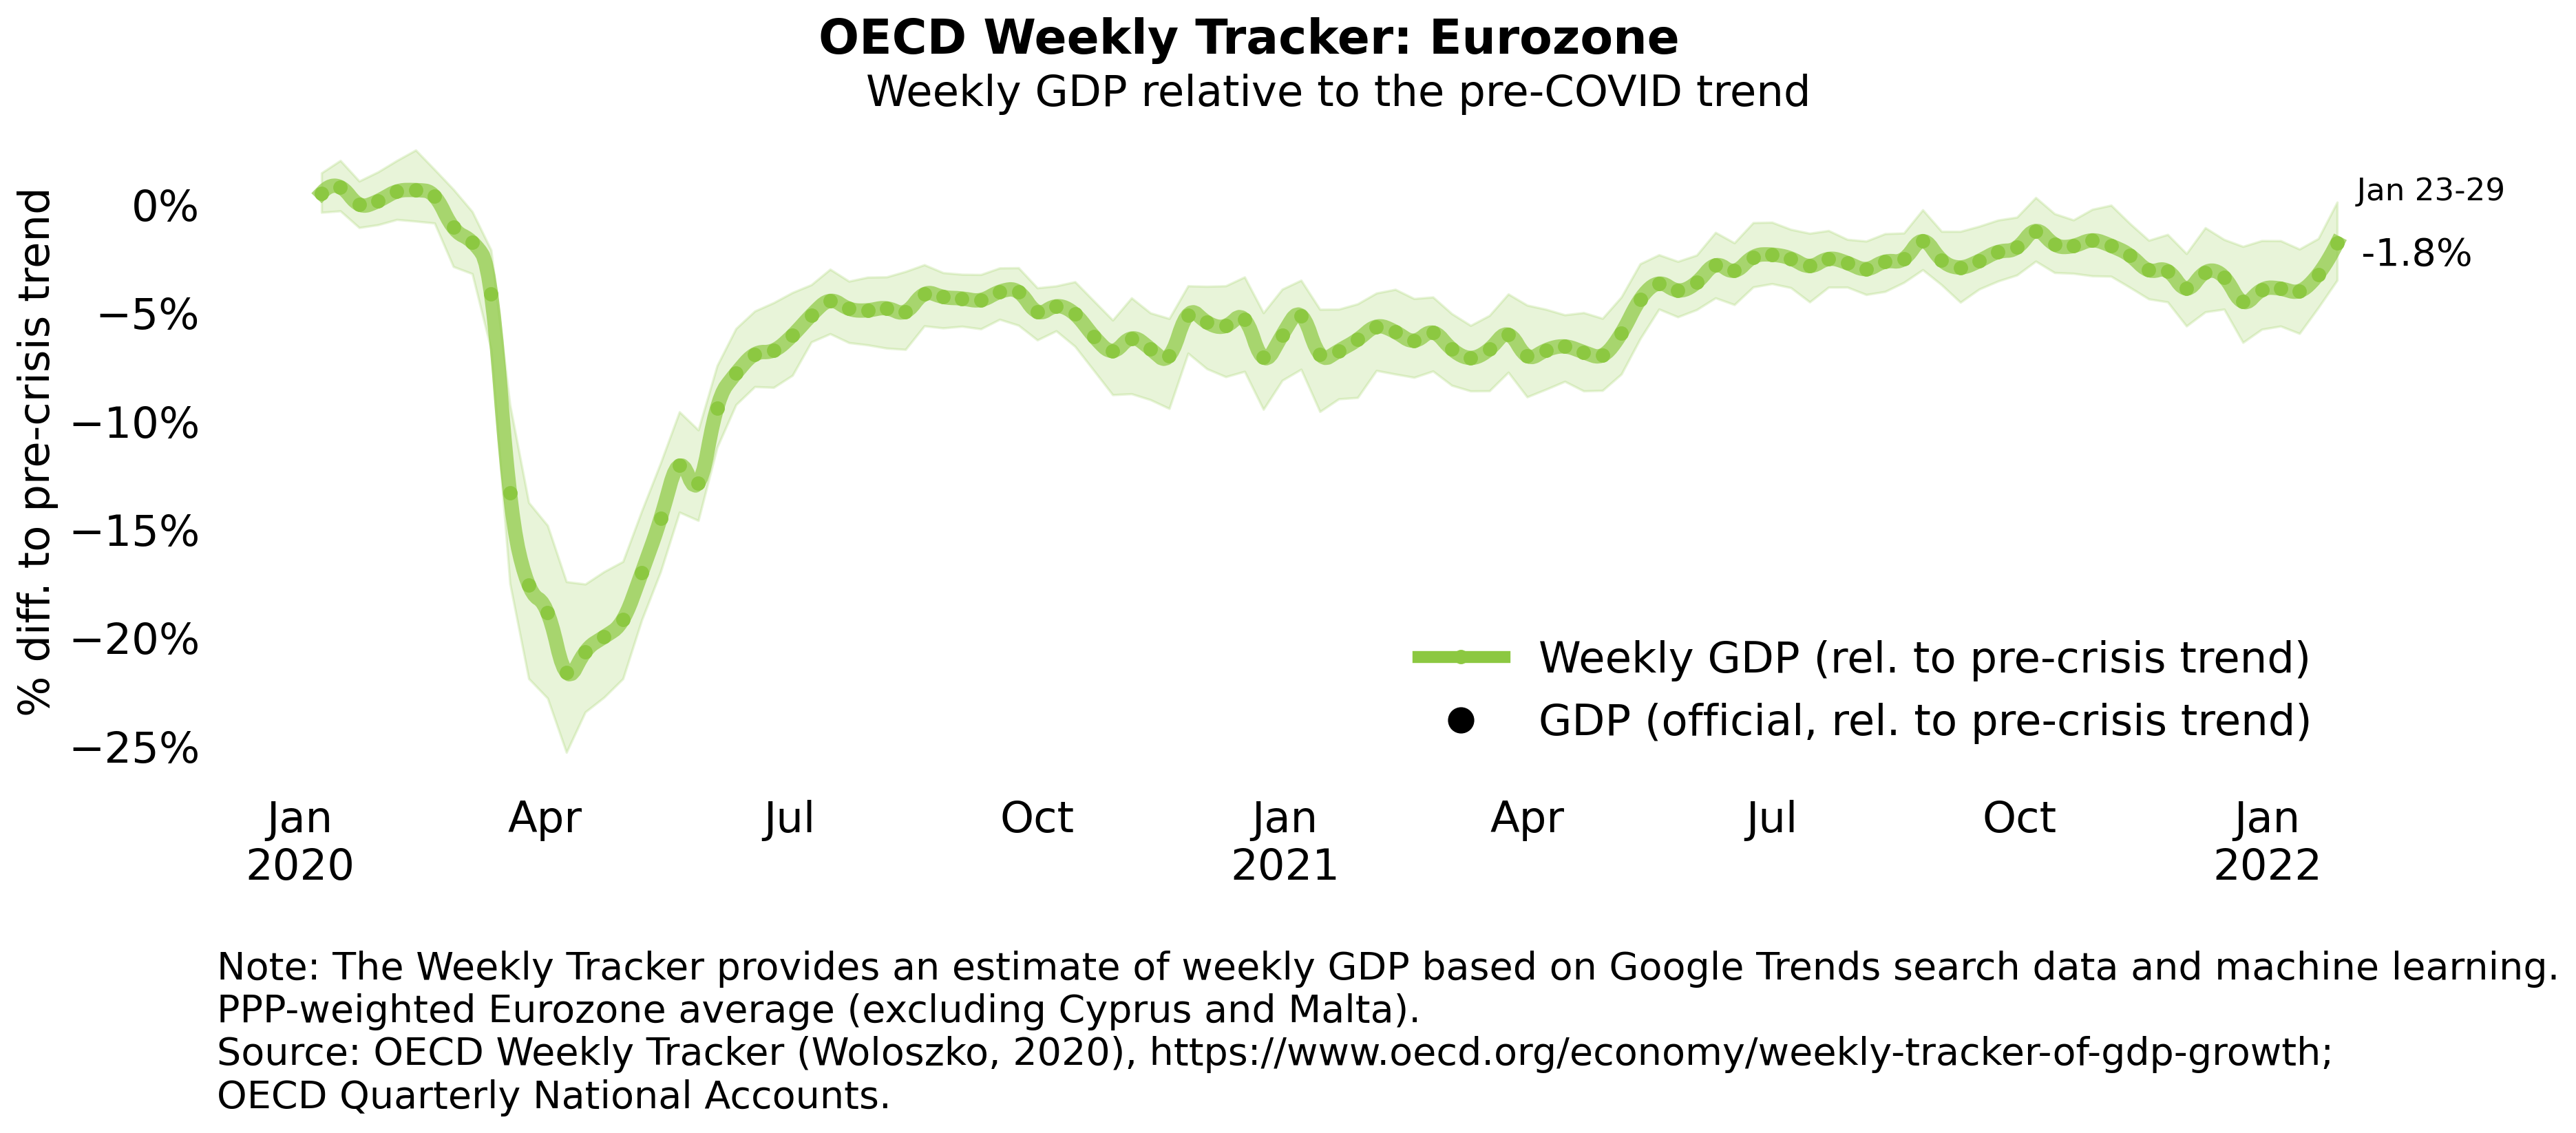 OECD Weekly Tracker: Eurozone
Weekly GDP relative to the pre-COVID trend
% diff. to pre-crisis trend
0%
−5%
−10%
−15%
−20%
−25%
Jan 23-29
-1.8%
Weekly GDP (rel. to pre-crisis trend)
GDP (official, rel. to pre-crisis trend)
Jan Apr Jul Oct Jan Apr Jul Oct Jan
2020 2021 2022
Note: The Weekly Tracker provides an estimate of weekly GDP based on Google Trends search data and machine learning.
PPP-weighted Eurozone average (excluding Cyprus and Malta).
Source: OECD Weekly Tracker (Woloszko, 2020), https://www.oecd.org/economy/weekly-tracker-of-gdp-growth;
OECD Quarterly National Accounts.